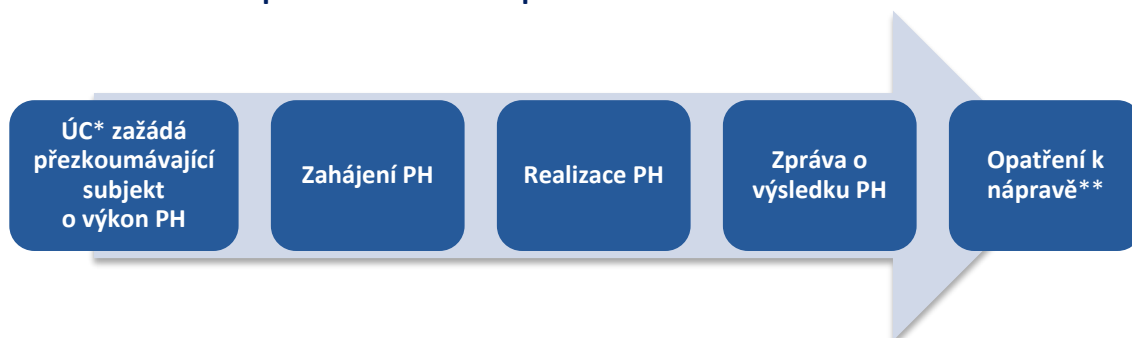 ÚC* zažádá
přezkoumávající
subjekt
o výkon PH
Zahájení PH
Realizace PH
Zpráva o
výsledku PH
Opatření k
nápravě**